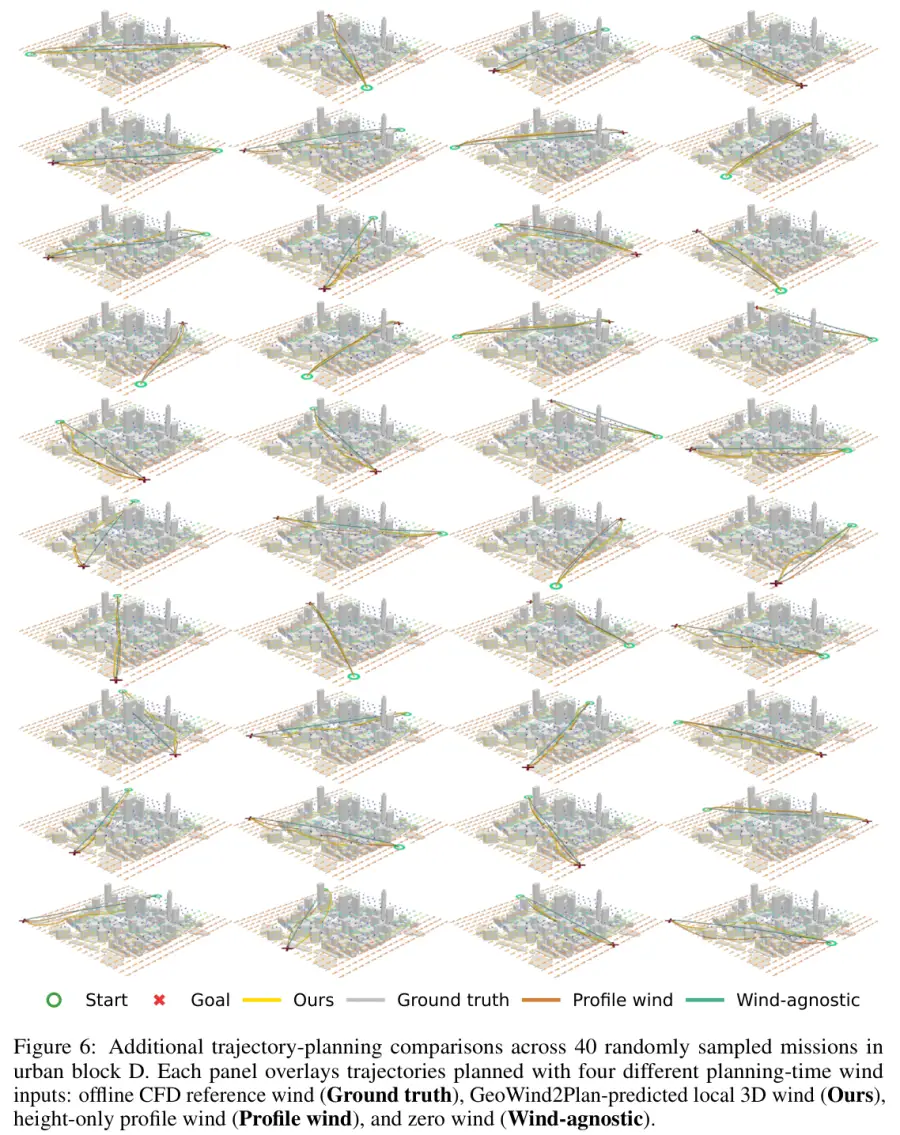 Start Goal Ours Ground truth Profile wind Wind-agnostic
Figure 6: Additional trajectory-planning comparisons across 40 randomly sampled missions in
urban block D. Each panel overlays trajectories planned with four different planning-time wind
inputs: offline CFD reference wind (Ground truth), GeoWind2Plan-predicted local 3D wind (Ours),
height-only profile wind (Profile wind), and zero wind (Wind-agnostic).